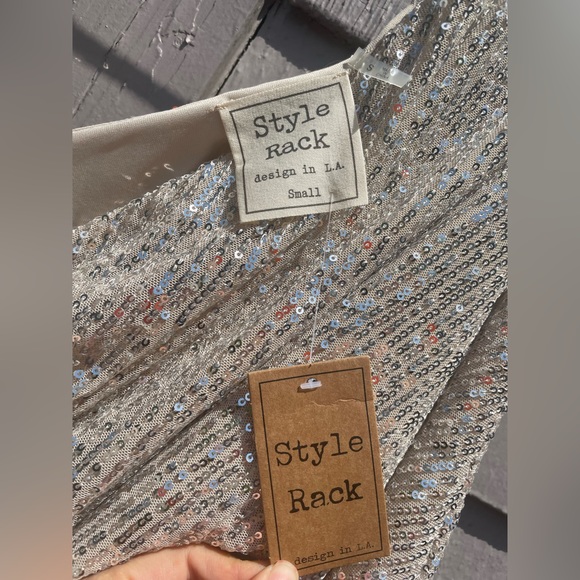 Style
Rack
design in L.A.
Small
S
Style
Rack
design in L.A.